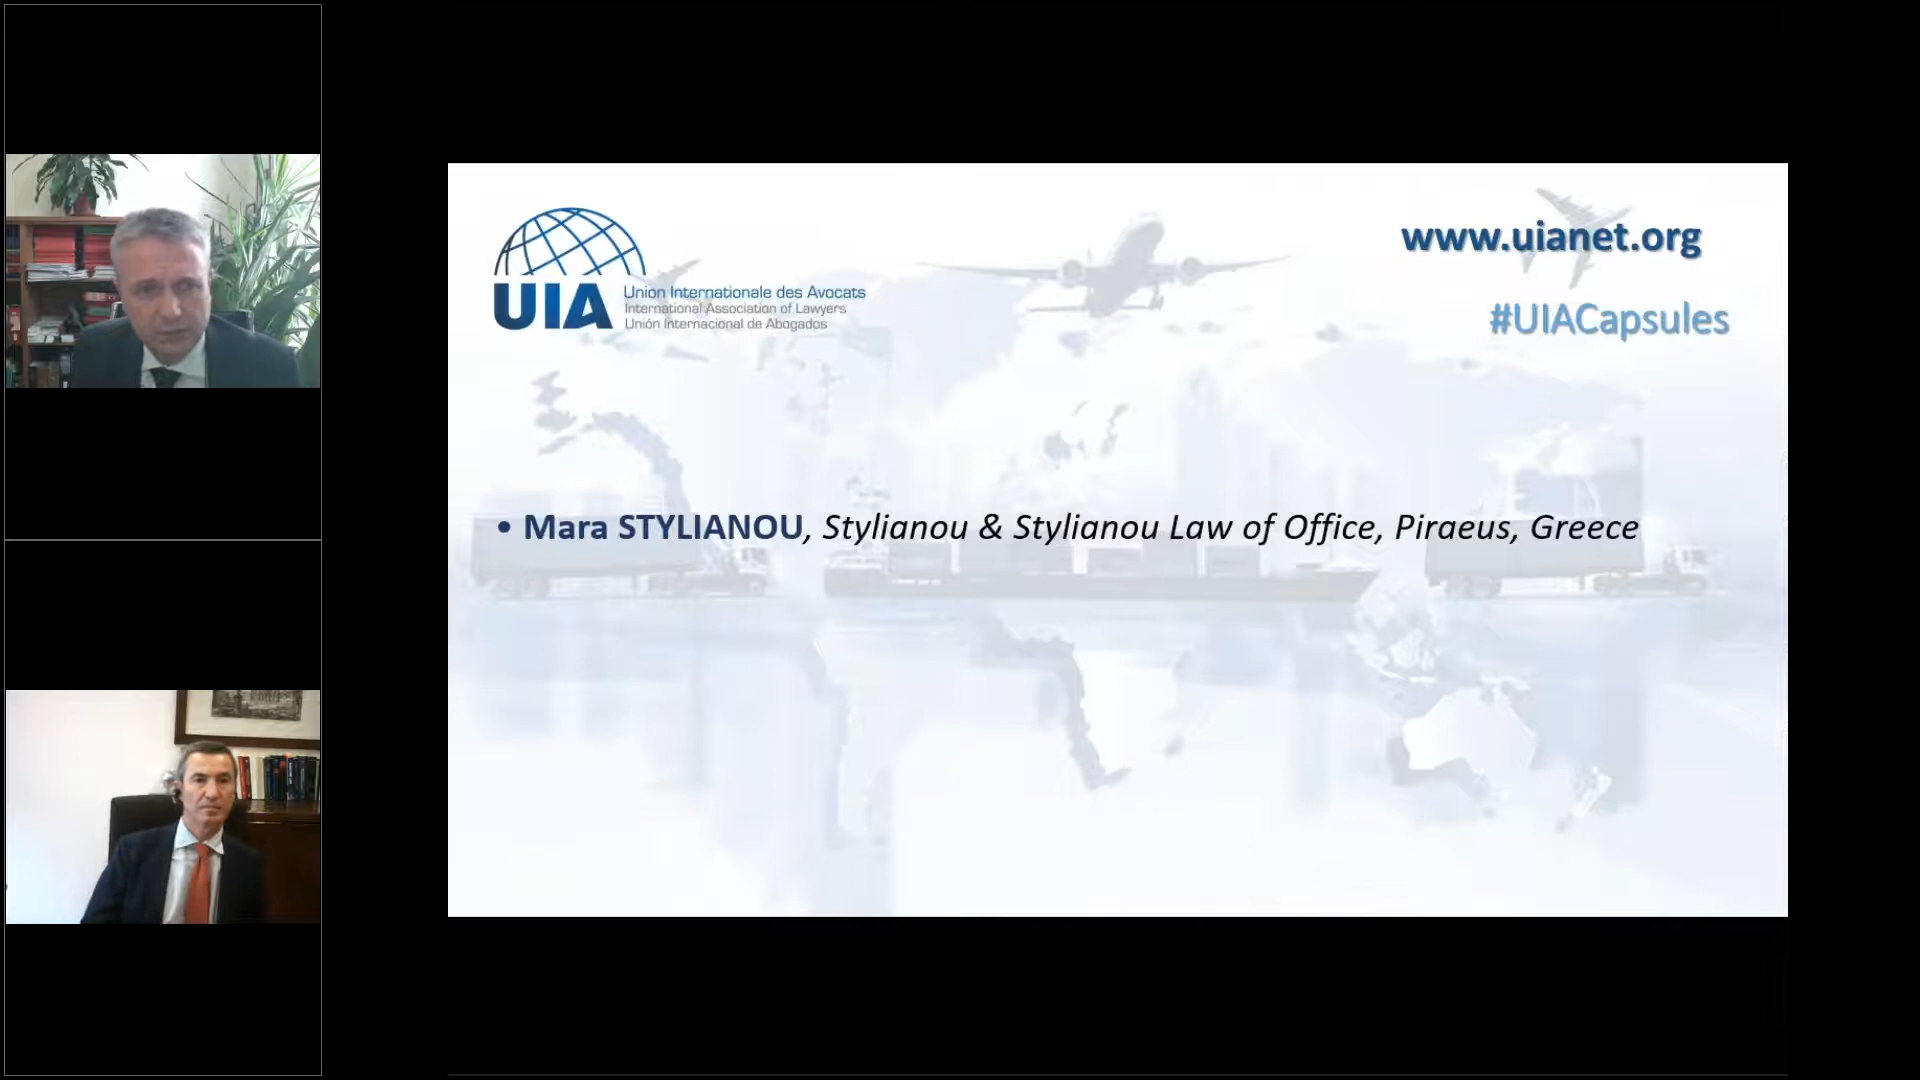 www.uianet.org
#UIACapsules
UIA
Union Internationale des Avocats
International Association of Lawyers
Unión Internacional de Abogados
• Mara STYLIANOU, Stylianou & Stylianou Law of Office, Piraeus, Greece